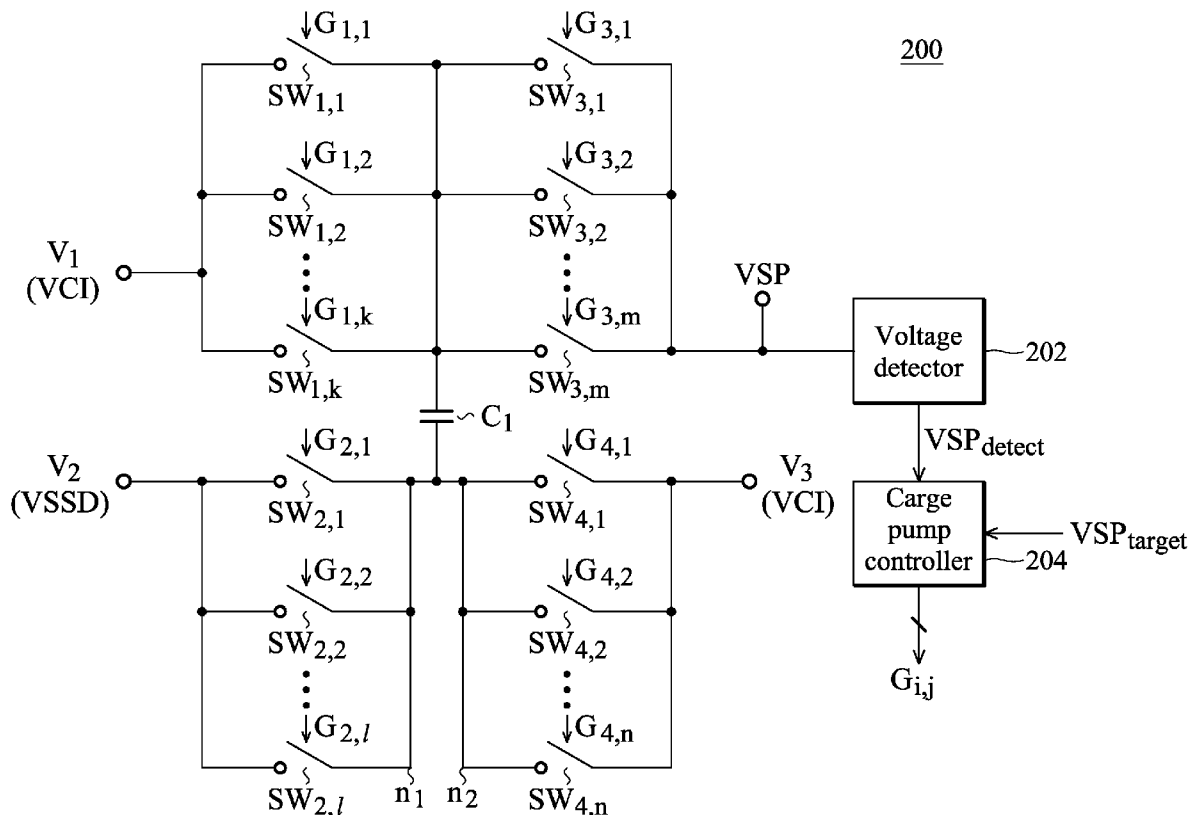 200
G1,1
SW1,1
G3,1
SW3,1
G1,2
SW1,2
G3,2
SW3,2
V1
(VCI)
G1,k
SW1,k
G3,m
SW3,m
VSP
Voltage
detector
202
C1
VSPdetect
V2
(VSSD)
G2,1
SW2,1
G4,1
SW4,1
V3
(VCI)
Carge
pump
controller
204
VSPtarget
G2,2
SW2,2
G4,2
SW4,2
Gi,j
G2,l
SW2,l
n1
n2
G4,n
SW4,n